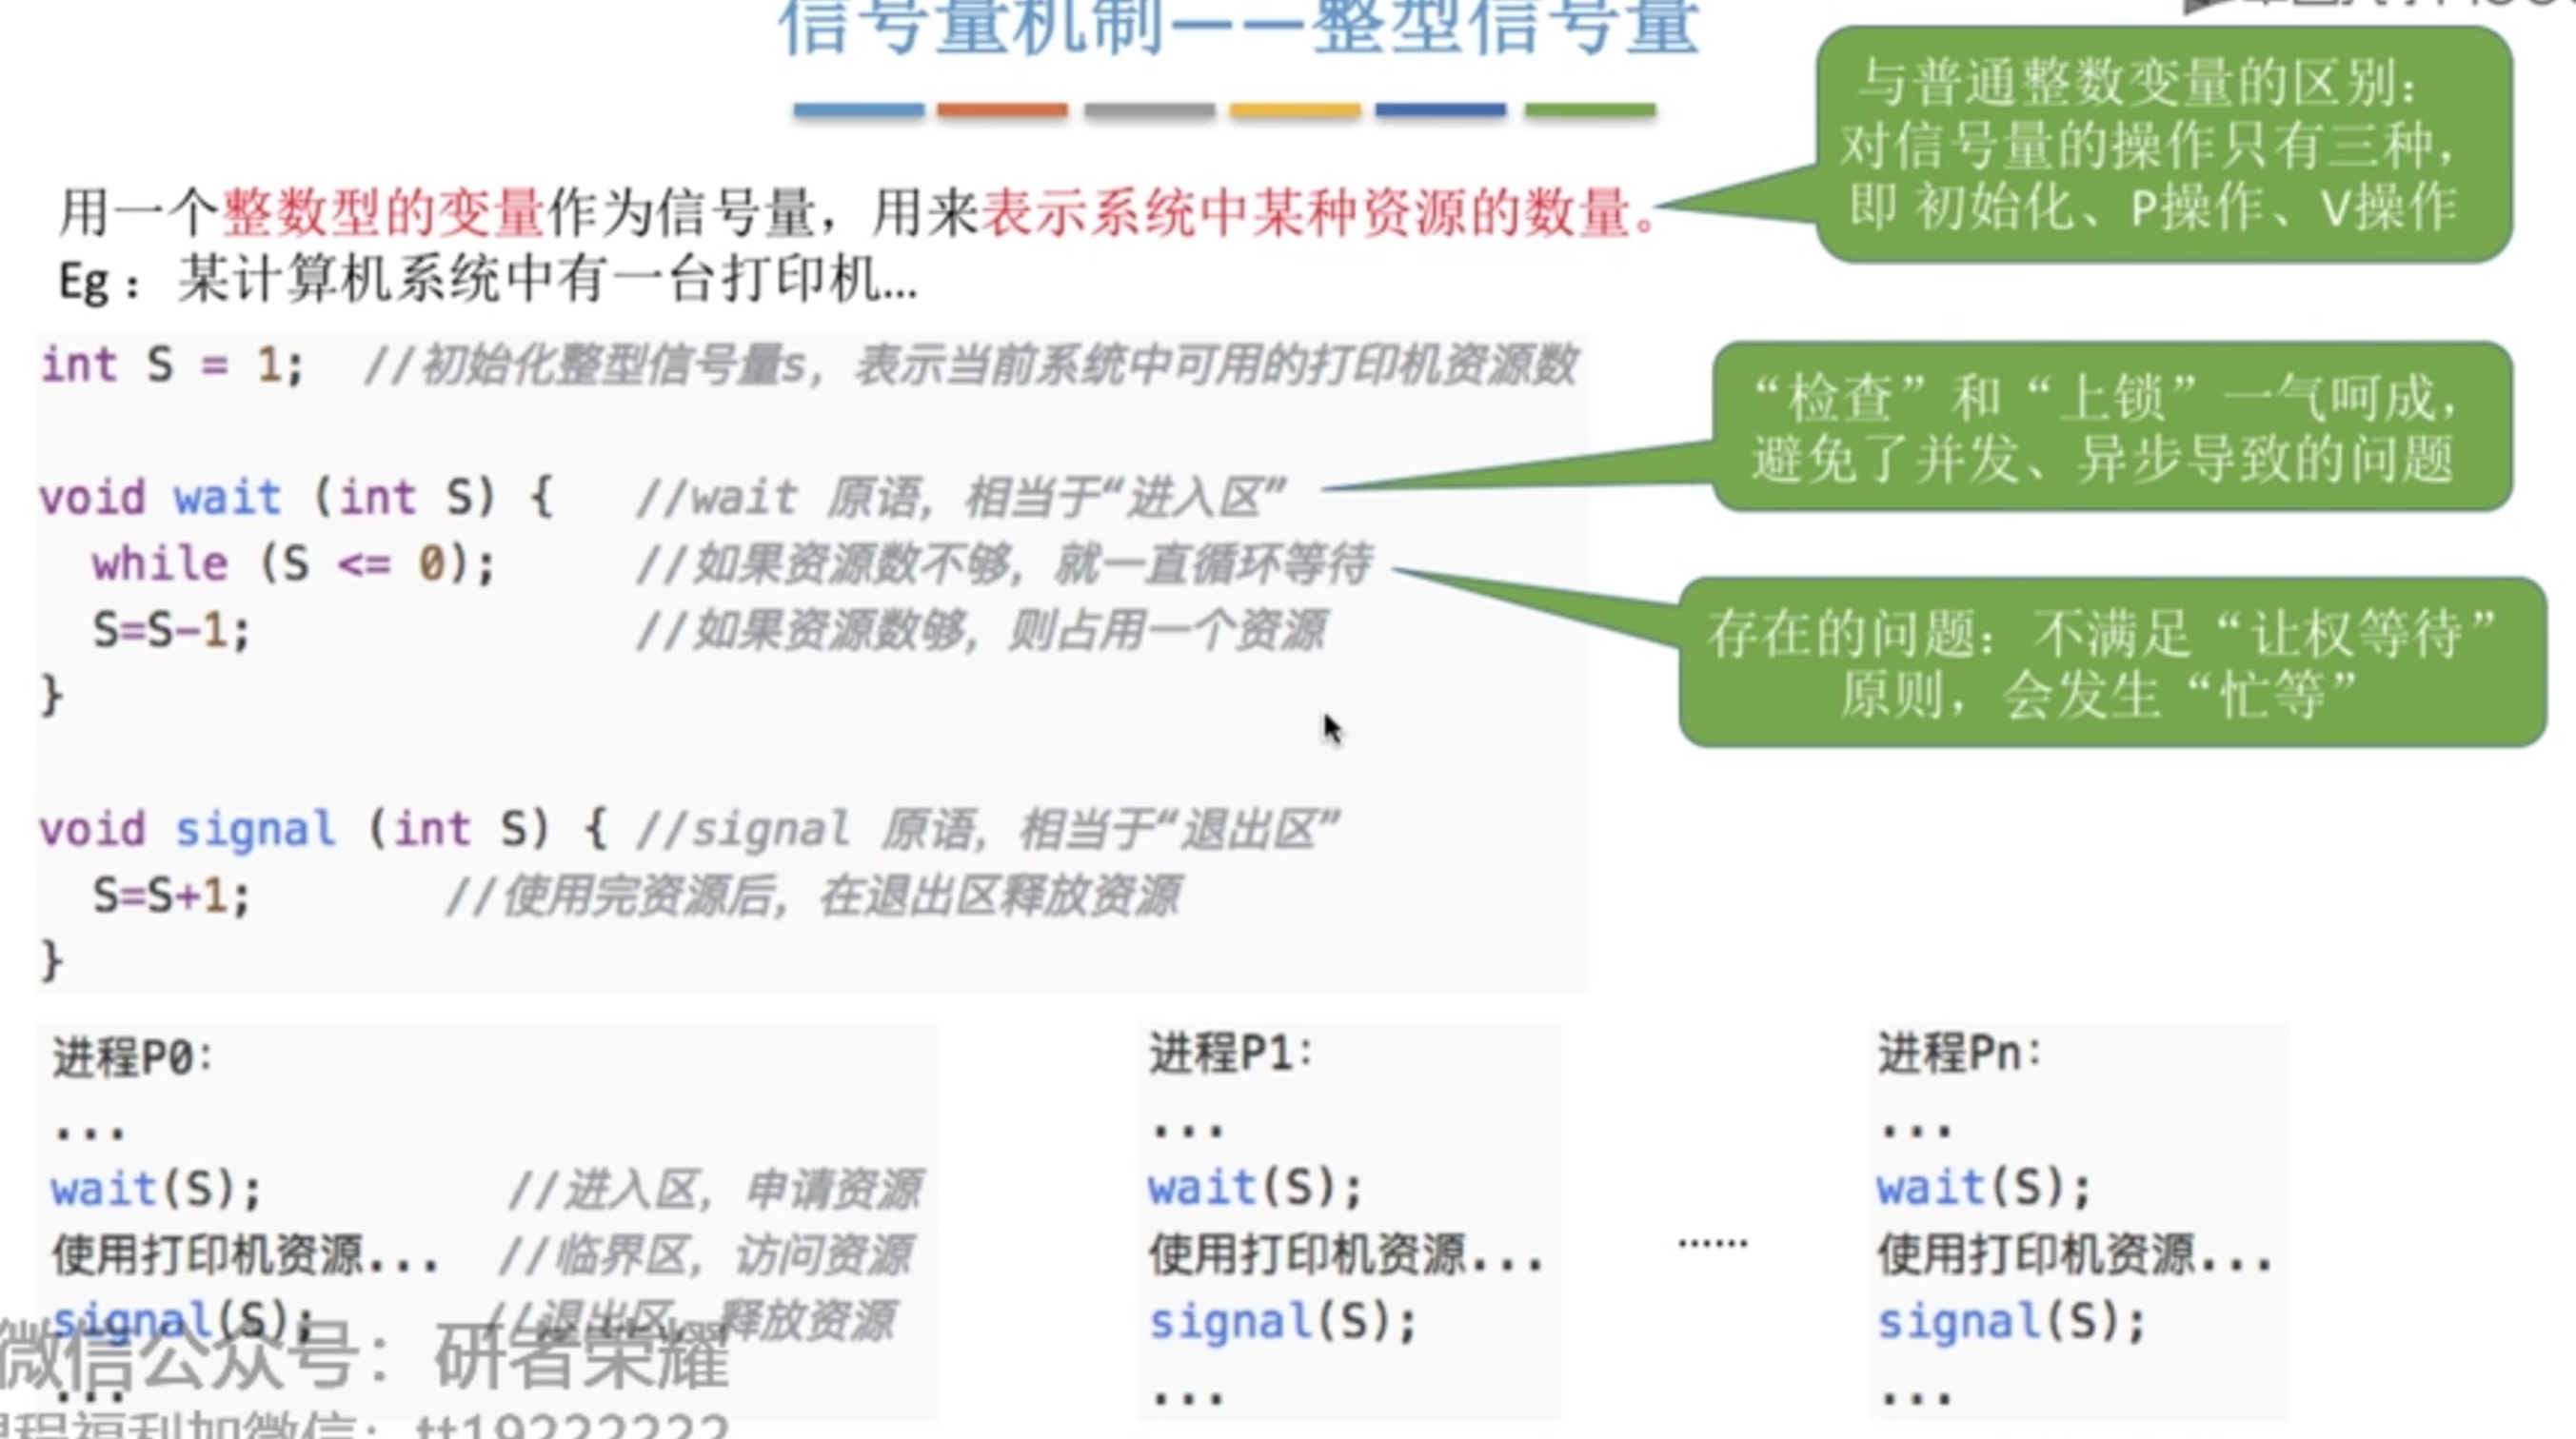 信号量机制——整型信号量
与普通整数变量的区别：
对信号量的操作只有三种，
即 初始化、P操作、V操作
用一个整数型的变量作为信号量，用来表示系统中某种资源的数量。
Eg：某计算机系统中有一台打印机...
int S = 1;  //初始化整型信号量s，表示当前系统中可用的打印机资源数
“检查”和“上锁”一气呵成，
避免了并发、异步导致的问题
void wait (int S) {   //wait 原语，相当于“进入区”
while (S <= 0);     //如果资源数不够，就一直循环等待
S=S-1;              //如果资源数够，则占用一个资源
}
存在的问题：不满足“让权等待”
原则，会发生“忙等”
void signal (int S) { //signal 原语，相当于“退出区”
S=S+1;       //使用完资源后，在退出区释放资源
}
进程P0：
...
wait(S);         //进入区，申请资源
使用打印机资源...  //临界区，访问资源
signal(S);       //退出区，释放资源
...
进程P1：
...
wait(S);
使用打印机资源...
signal(S);
...
......
进程Pn：
...
wait(S);
使用打印机资源...
signal(S);
...
微信公众号：研者荣耀
程福利加微信：tt19222222